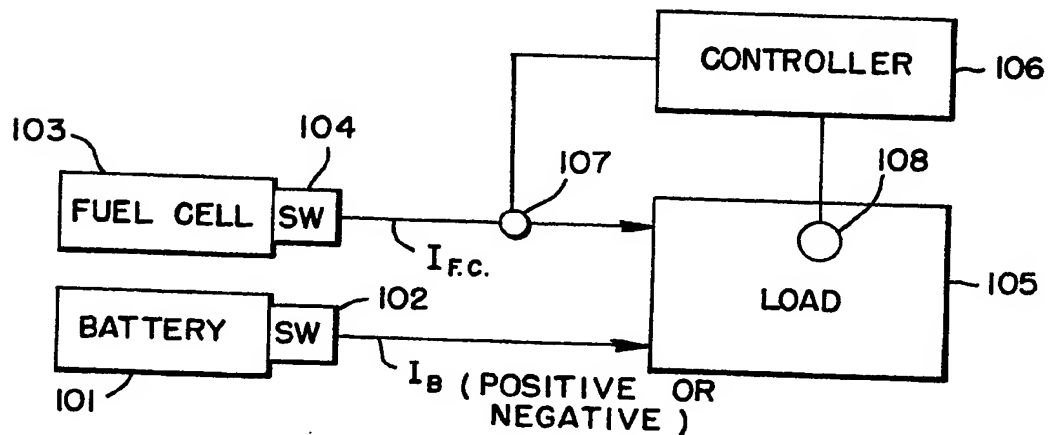 CONTROLLER
106
103
104
107
108
FUEL CELL
SW
I F.C.
102
LOAD
105
BATTERY
SW
101
I B (POSITIVE OR
NEGATIVE)